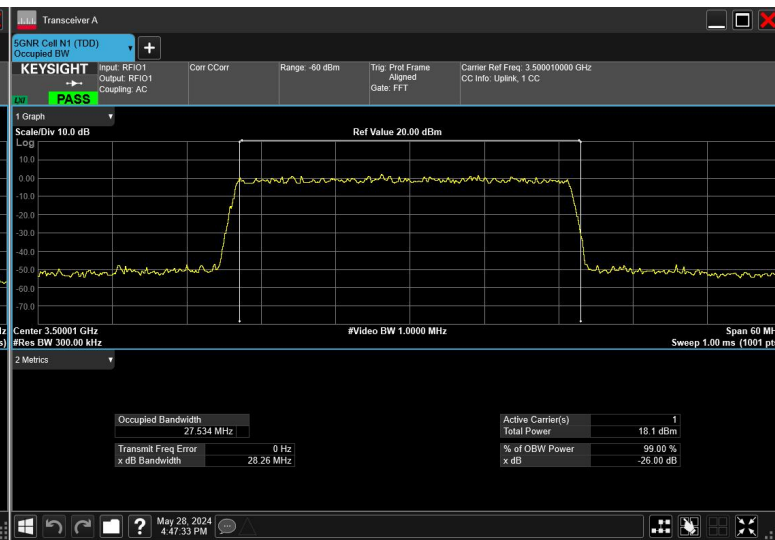 Transceiver A
5GNR Cell N1 (TDD)
Occupied BW
KEYSIGHT
LXI
PASS
Input: RFIO1
Output: RFIO1
Coupling: AC
Corr CCorr
Range: -60 dBm
Trig: Prot Frame
Aligned
Gate: FFT
Carrier Ref Freq: 3.500010000 GHz
CC Info: Uplink, 1 CC
1 Graph
Scale/Div 10.0 dB
Ref Value 20.00 dBm
Log
10.0
0.00
-10.0
-20.0
-30.0
-40.0
-50.0
-60.0
-70.0
Center 3.50001 GHz
#Video BW 1.0000 MHz
Span 60 MH
#Res BW 300.00 kHz
Sweep 1.00 ms (1001 pts
2 Metrics
Occupied Bandwidth
27.534 MHz
Transmit Freq Error 0 Hz
x dB Bandwidth 28.26 MHz
Active Carrier(s) 1
Total Power 18.1 dBm
% of OBW Power 99.00 %
x dB -26.00 dB
May 28, 2024
4:47:33 PM